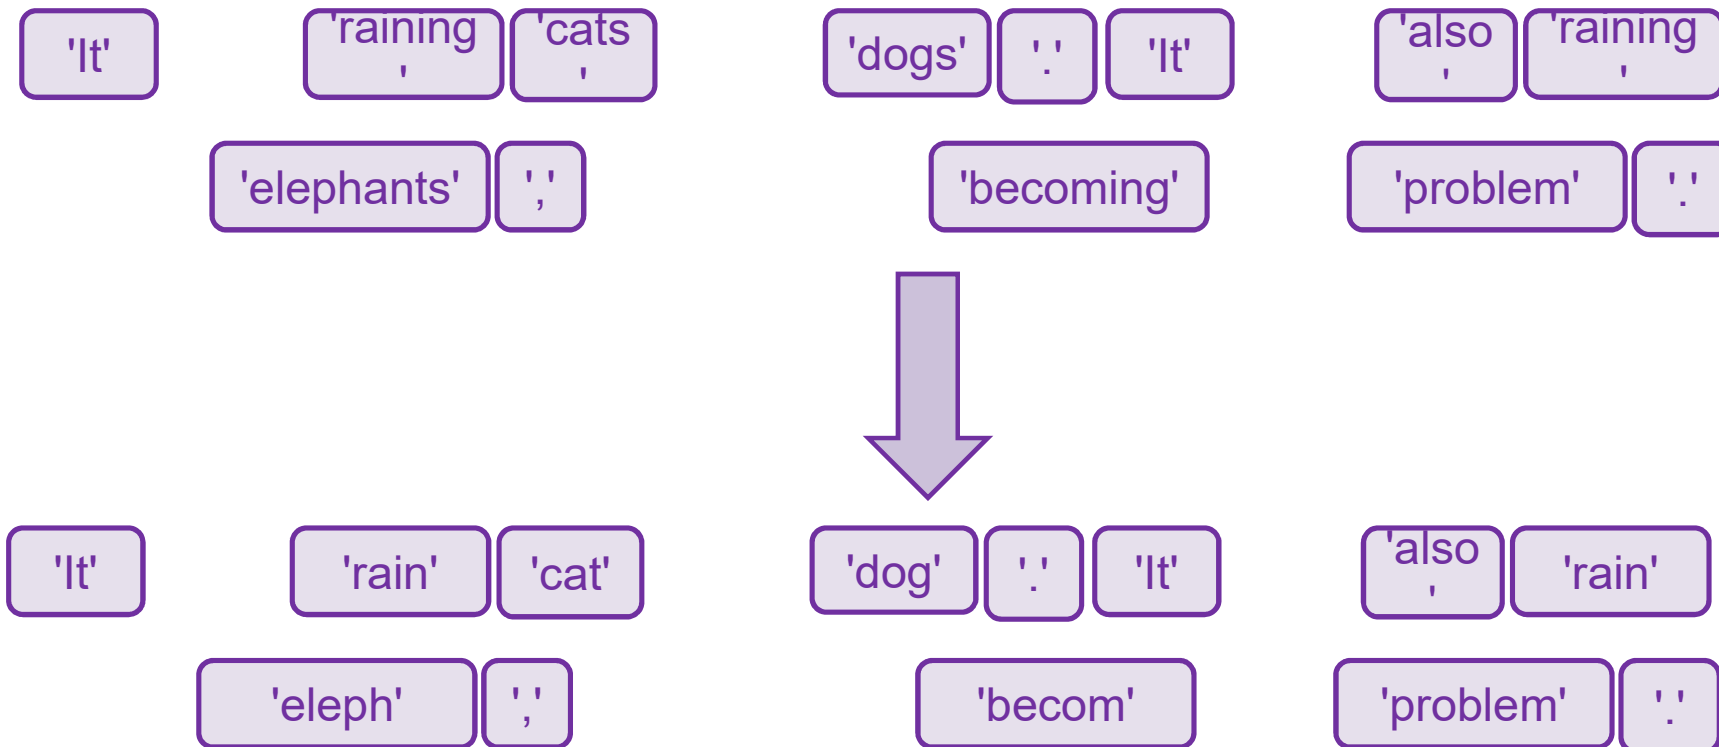 'It' 'raining' 'cats' 'dogs' '.' 'It' 'also' 'raining'
'elephants' ',' 'becoming' 'problem' '.'
'It' 'rain' 'cat' 'dog' '.' 'It' 'also' 'rain'
'eleph' ',' 'becom' 'problem' '.'